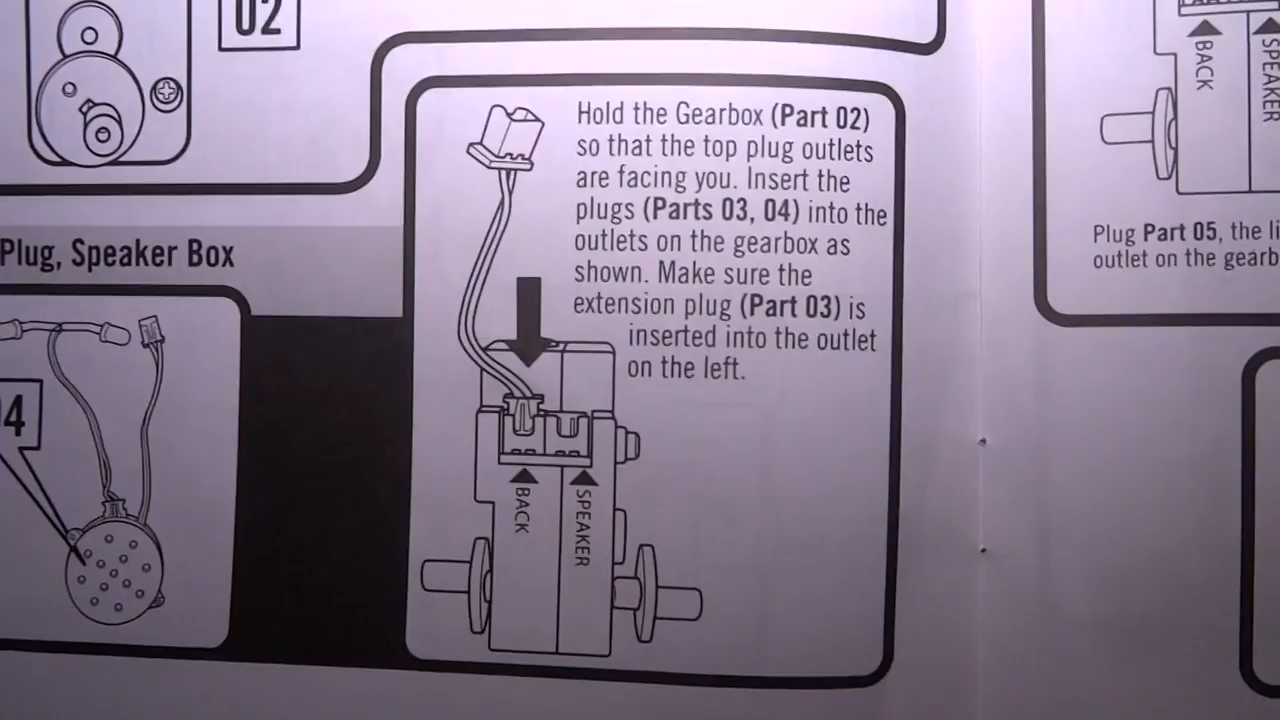 02
Plug, Speaker Box
4
Hold the Gearbox (Part 02)
so that the top plug outlets
are facing you. Insert the
plugs (Parts 03, 04) into the
outlets on the gearbox as
shown. Make sure the
extension plug (Part 03) is
inserted into the outlet
on the left.
BACK
SPEAKER
BACK
SPEAKER
Plug Part 05, the li
outlet on the gearb